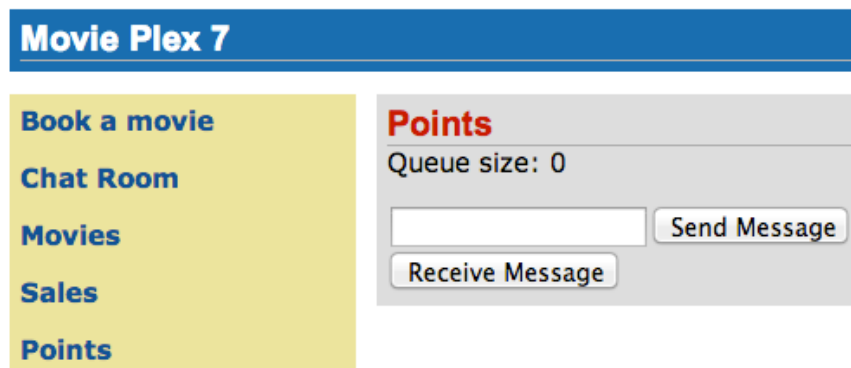 Movie Plex 7
Book a movie
Chat Room
Movies
Sales
Points
Points
Queue size: 0
Send Message
Receive Message